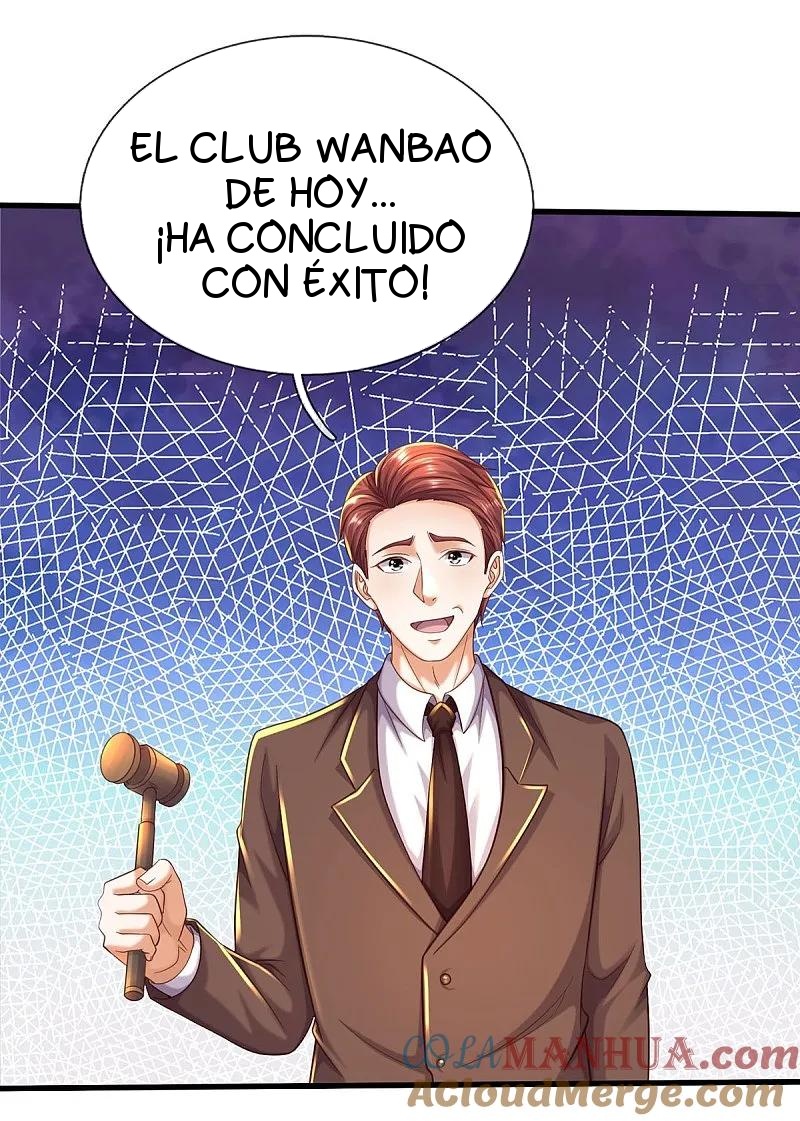 EL CLUB WANBAO
DE HOY...
¡HA CONCLUIDO
CON ÉXITO!
COLAMANHUA.com
ACloudMerge.com